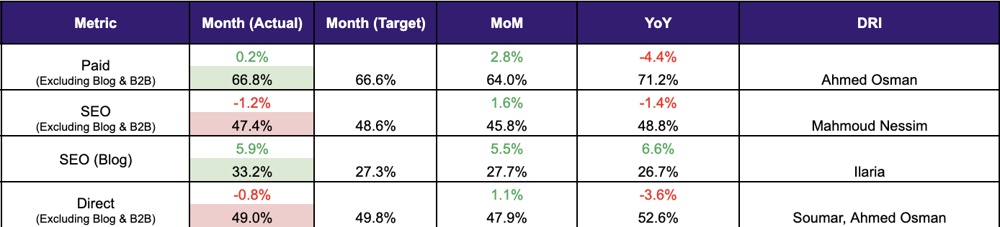 Metric Month (Actual) Month (Target) MoM YoY DRI
0.2% 2.8% -4.4%
Paid
(Excluding Blog & B2B) 66.8% 66.6% 64.0% 71.2% Ahmed Osman
-1.2% 1.6% -1.4%
SEO
(Excluding Blog & B2B) 47.4% 48.6% 45.8% 48.8% Mahmoud Nessim
5.9% 5.5% 6.6%
SEO (Blog)
33.2% 27.3% 27.7% 26.7% Ilaria
-0.8% 1.1% -3.6%
Direct
(Excluding Blog & B2B) 49.0% 49.8% 47.9% 52.6% Soumar, Ahmed Osman